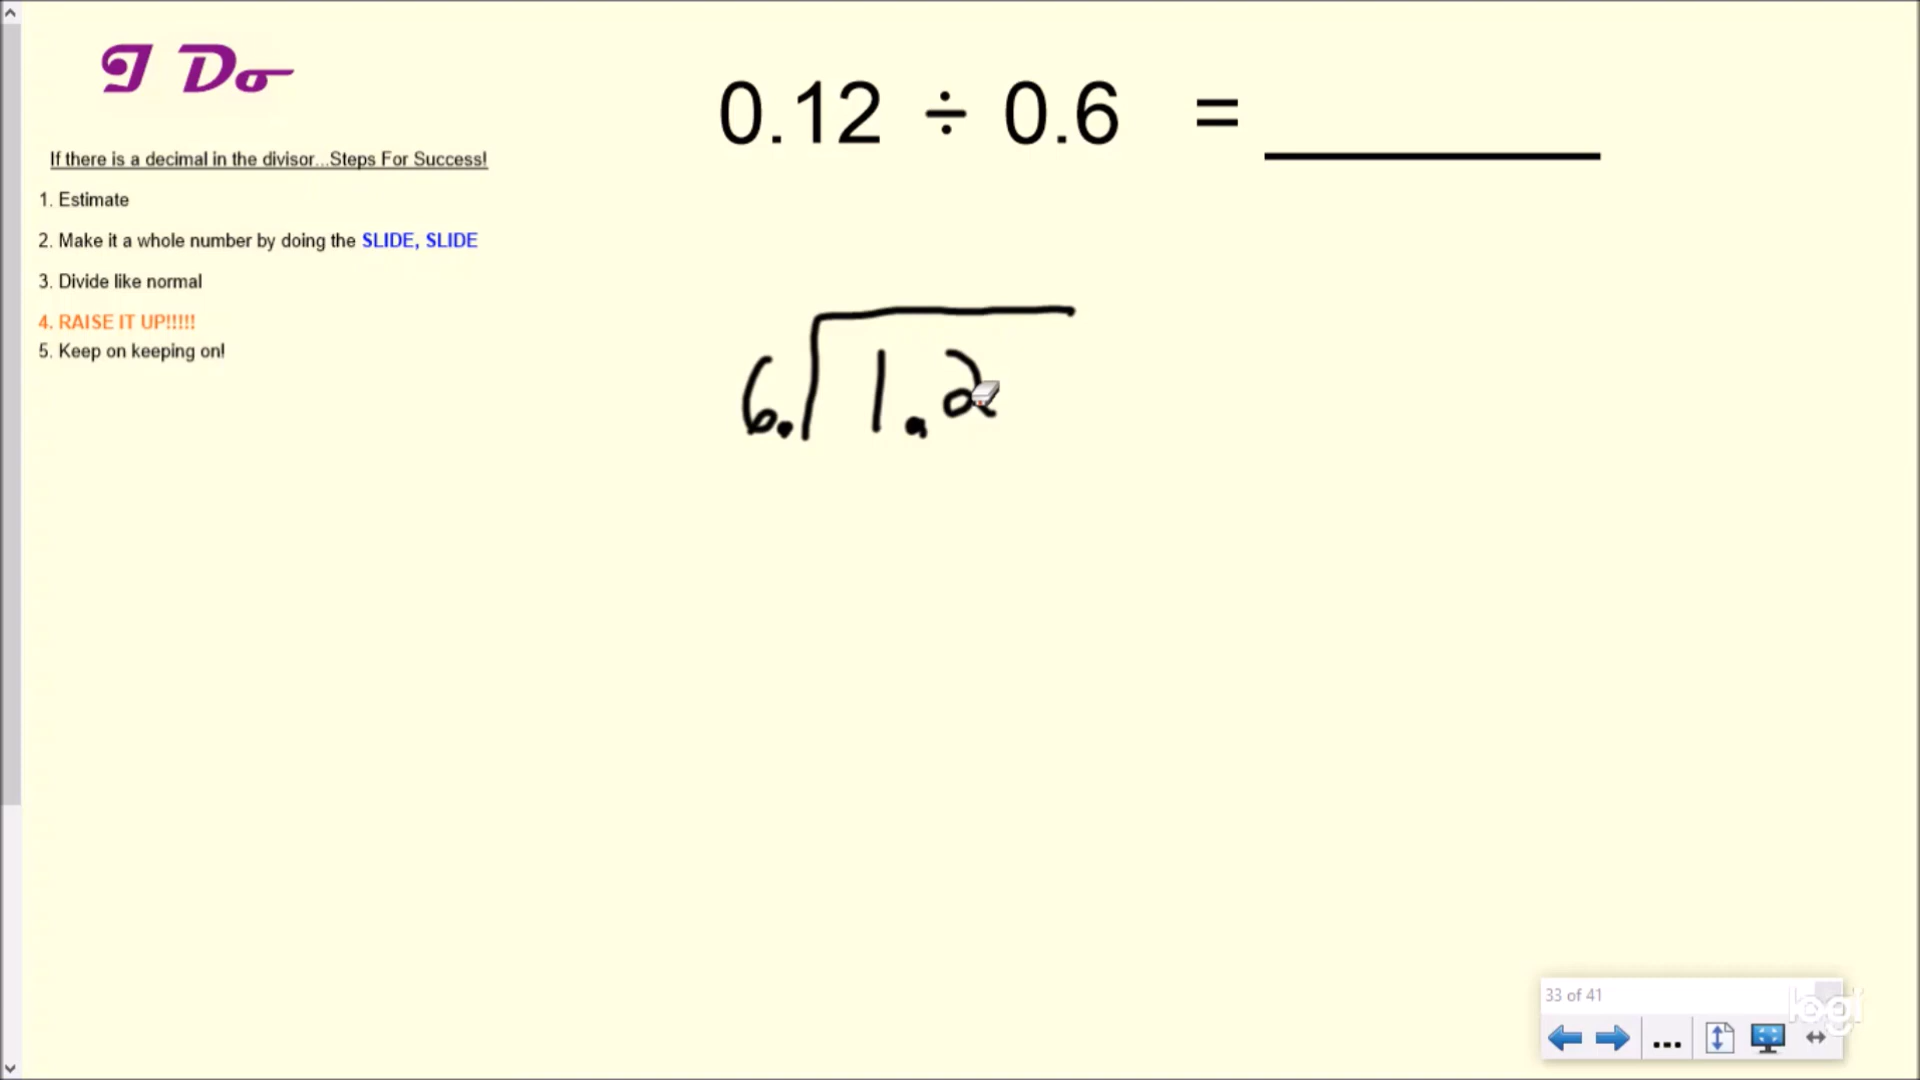 I Do
0.12 ÷ 0.6 = __________
If there is a decimal in the divisor...Steps For Success!
1. Estimate
2. Make it a whole number by doing the SLIDE, SLIDE
3. Divide like normal
4. RAISE IT UP!!!!!
5. Keep on keeping on!
6. 1.2
33 of 41
logi